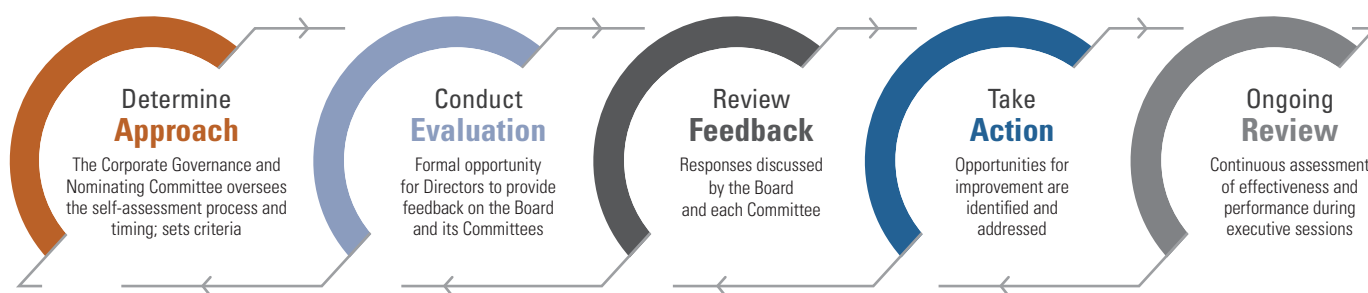 Determine
Approach
The Corporate Governance and
Nominating Committee oversees
the self-assessment process and
timing; sets criteria
Conduct
Evaluation
Formal opportunity
for Directors to provide
feedback on the Board
and its Committees
Review
Feedback
Responses discussed
by the Board
and each Committee
Take
Action
Opportunities for
improvement are
identified and
addressed
Ongoing
Review
Continuous assessment
of effectiveness and
performance during
executive sessions